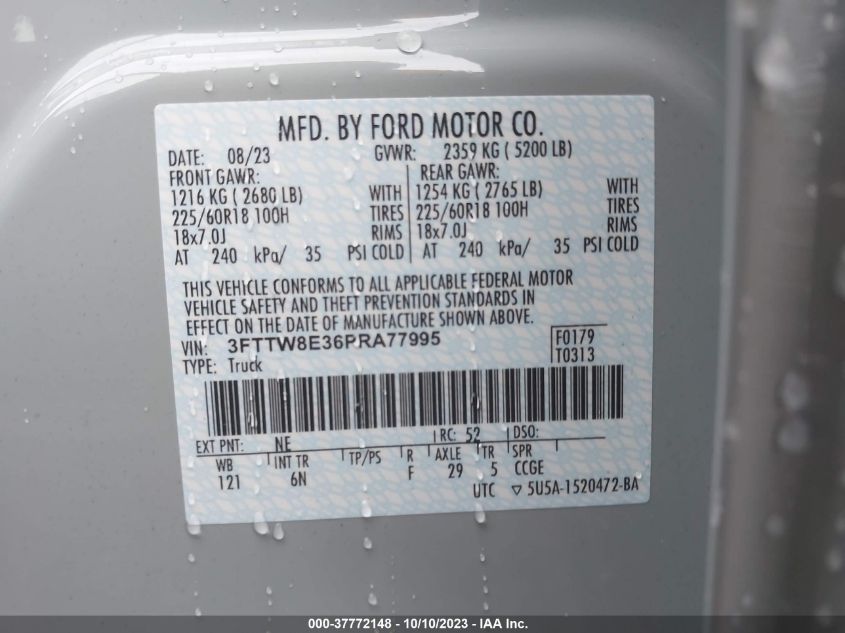 MFD. BY FORD MOTOR CO.
DATE: 08/23 GVWR: 2359 KG ( 5200 LB)
FRONT GAWR: REAR GAWR:
1216 KG ( 2680 LB) WITH 1254 KG ( 2765 LB) WITH
225/60R18 100H TIRES 225/60R18 100H TIRES
18x7.0J RIMS 18x7.0J RIMS
AT 240 kPa/ 35 PSI COLD AT 240 kPa/ 35 PSI COLD
THIS VEHICLE CONFORMS TO ALL APPLICABLE FEDERAL MOTOR
VEHICLE SAFETY AND THEFT PREVENTION STANDARDS IN
EFFECT ON THE DATE OF MANUFACTURE SHOWN ABOVE.
VIN: 3FTTW8E36PRA77995 F0179
TYPE: Truck T0313
EXT PNT: NE RC: 52 DSO:
WB INT TR TP/PS R AXLE TR SPR
121 6N F 29 5 CCGE
UTC ▽ 5U5A-1520472-BA
000-37772148 - 10/10/2023 - IAA Inc.